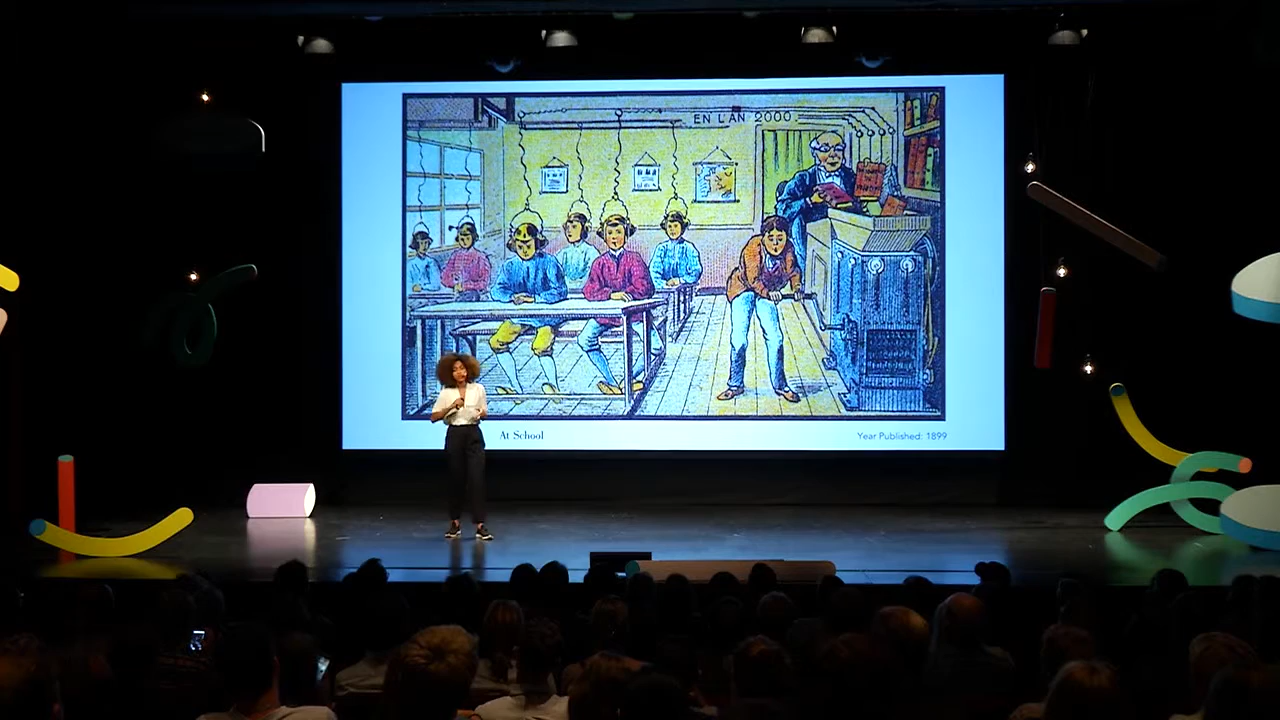 EN L'AN 2000.
At School
Year Published: 1899